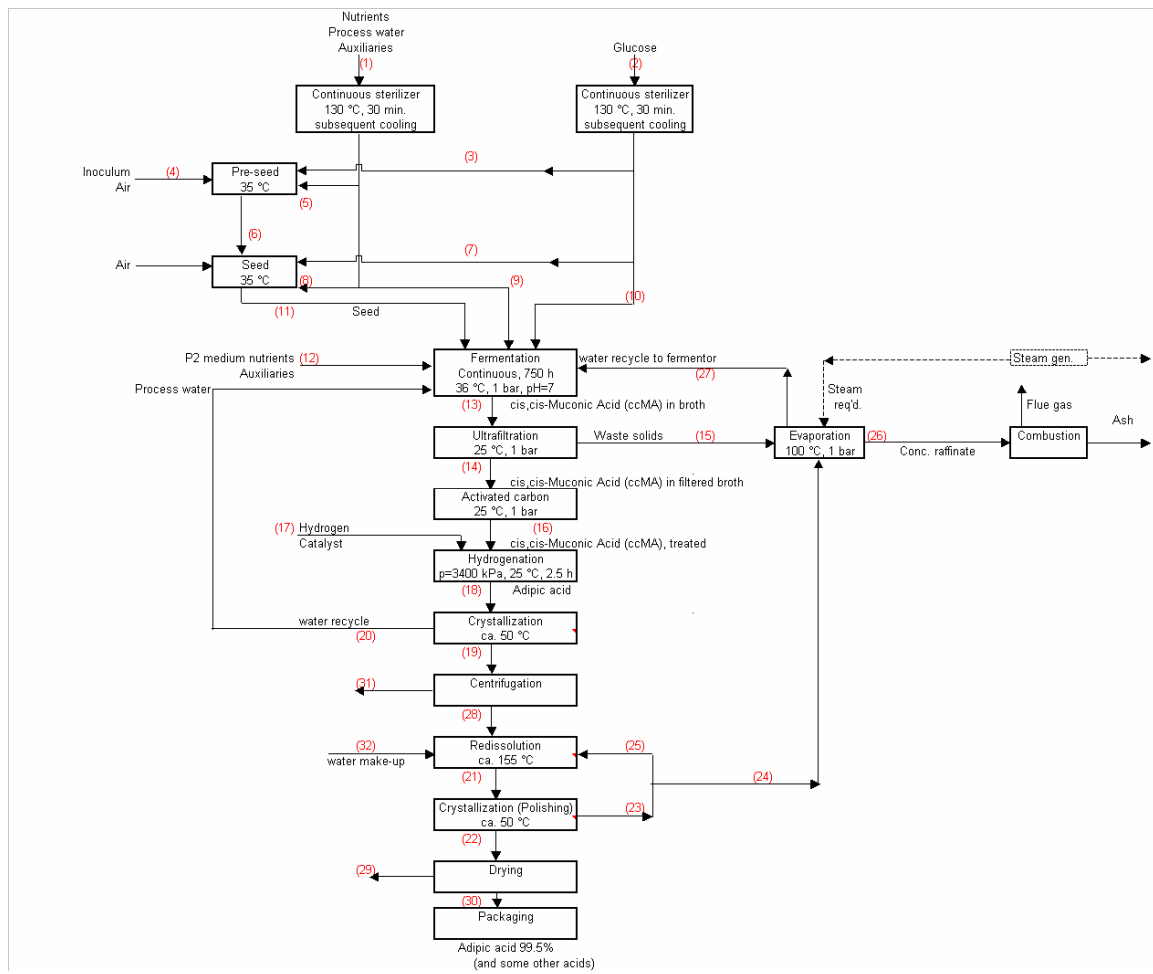 Nutrients
Process water
Auxiliaries
(1)
Glucose
(2)
Continuous sterilizer
130 °C, 30 min.
subsequent cooling
Continuous sterilizer
130 °C, 30 min.
subsequent cooling
(3)
Inoculum
Air
(4)
Pre-seed
35 °C
(5)
(6)
(7)
Air
Seed
35 °C
(8)
(9)
(10)
(11)
Seed
P2 medium nutrients
Auxiliaries
(12)
Process water
Fermentation
Continuous, 750 h
36 °C, 1 bar, pH=7
water recycle to fermentor
(27)
Steam gen.
Steam
req'd.
Flue gas
(13)
cis,cis-Muconic Acid (ccMA) in broth
Ultrafiltration
25 °C, 1 bar
Waste solids
(15)
Evaporation
100 °C, 1 bar
(26)
Conc. raffinate
Combustion
Ash
(14)
cis,cis-Muconic Acid (ccMA) in filtered broth
Activated carbon
25 °C, 1 bar
(17)
Hydrogen
Catalyst
(16)
cis,cis-Muconic Acid (ccMA), treated
Hydrogenation
p=3400 kPa, 25 °C, 2.5 h
(18)
Adipic acid
water recycle
(20)
Crystallization
ca. 50 °C
(19)
(31)
Centrifugation
(28)
(32)
water make-up
Redissolution
ca. 155 °C
(25)
(21)
(24)
Crystallization (Polishing)
ca. 50 °C
(23)
(22)
(29)
Drying
(30)
Packaging
Adipic acid 99.5%
(and some other acids)